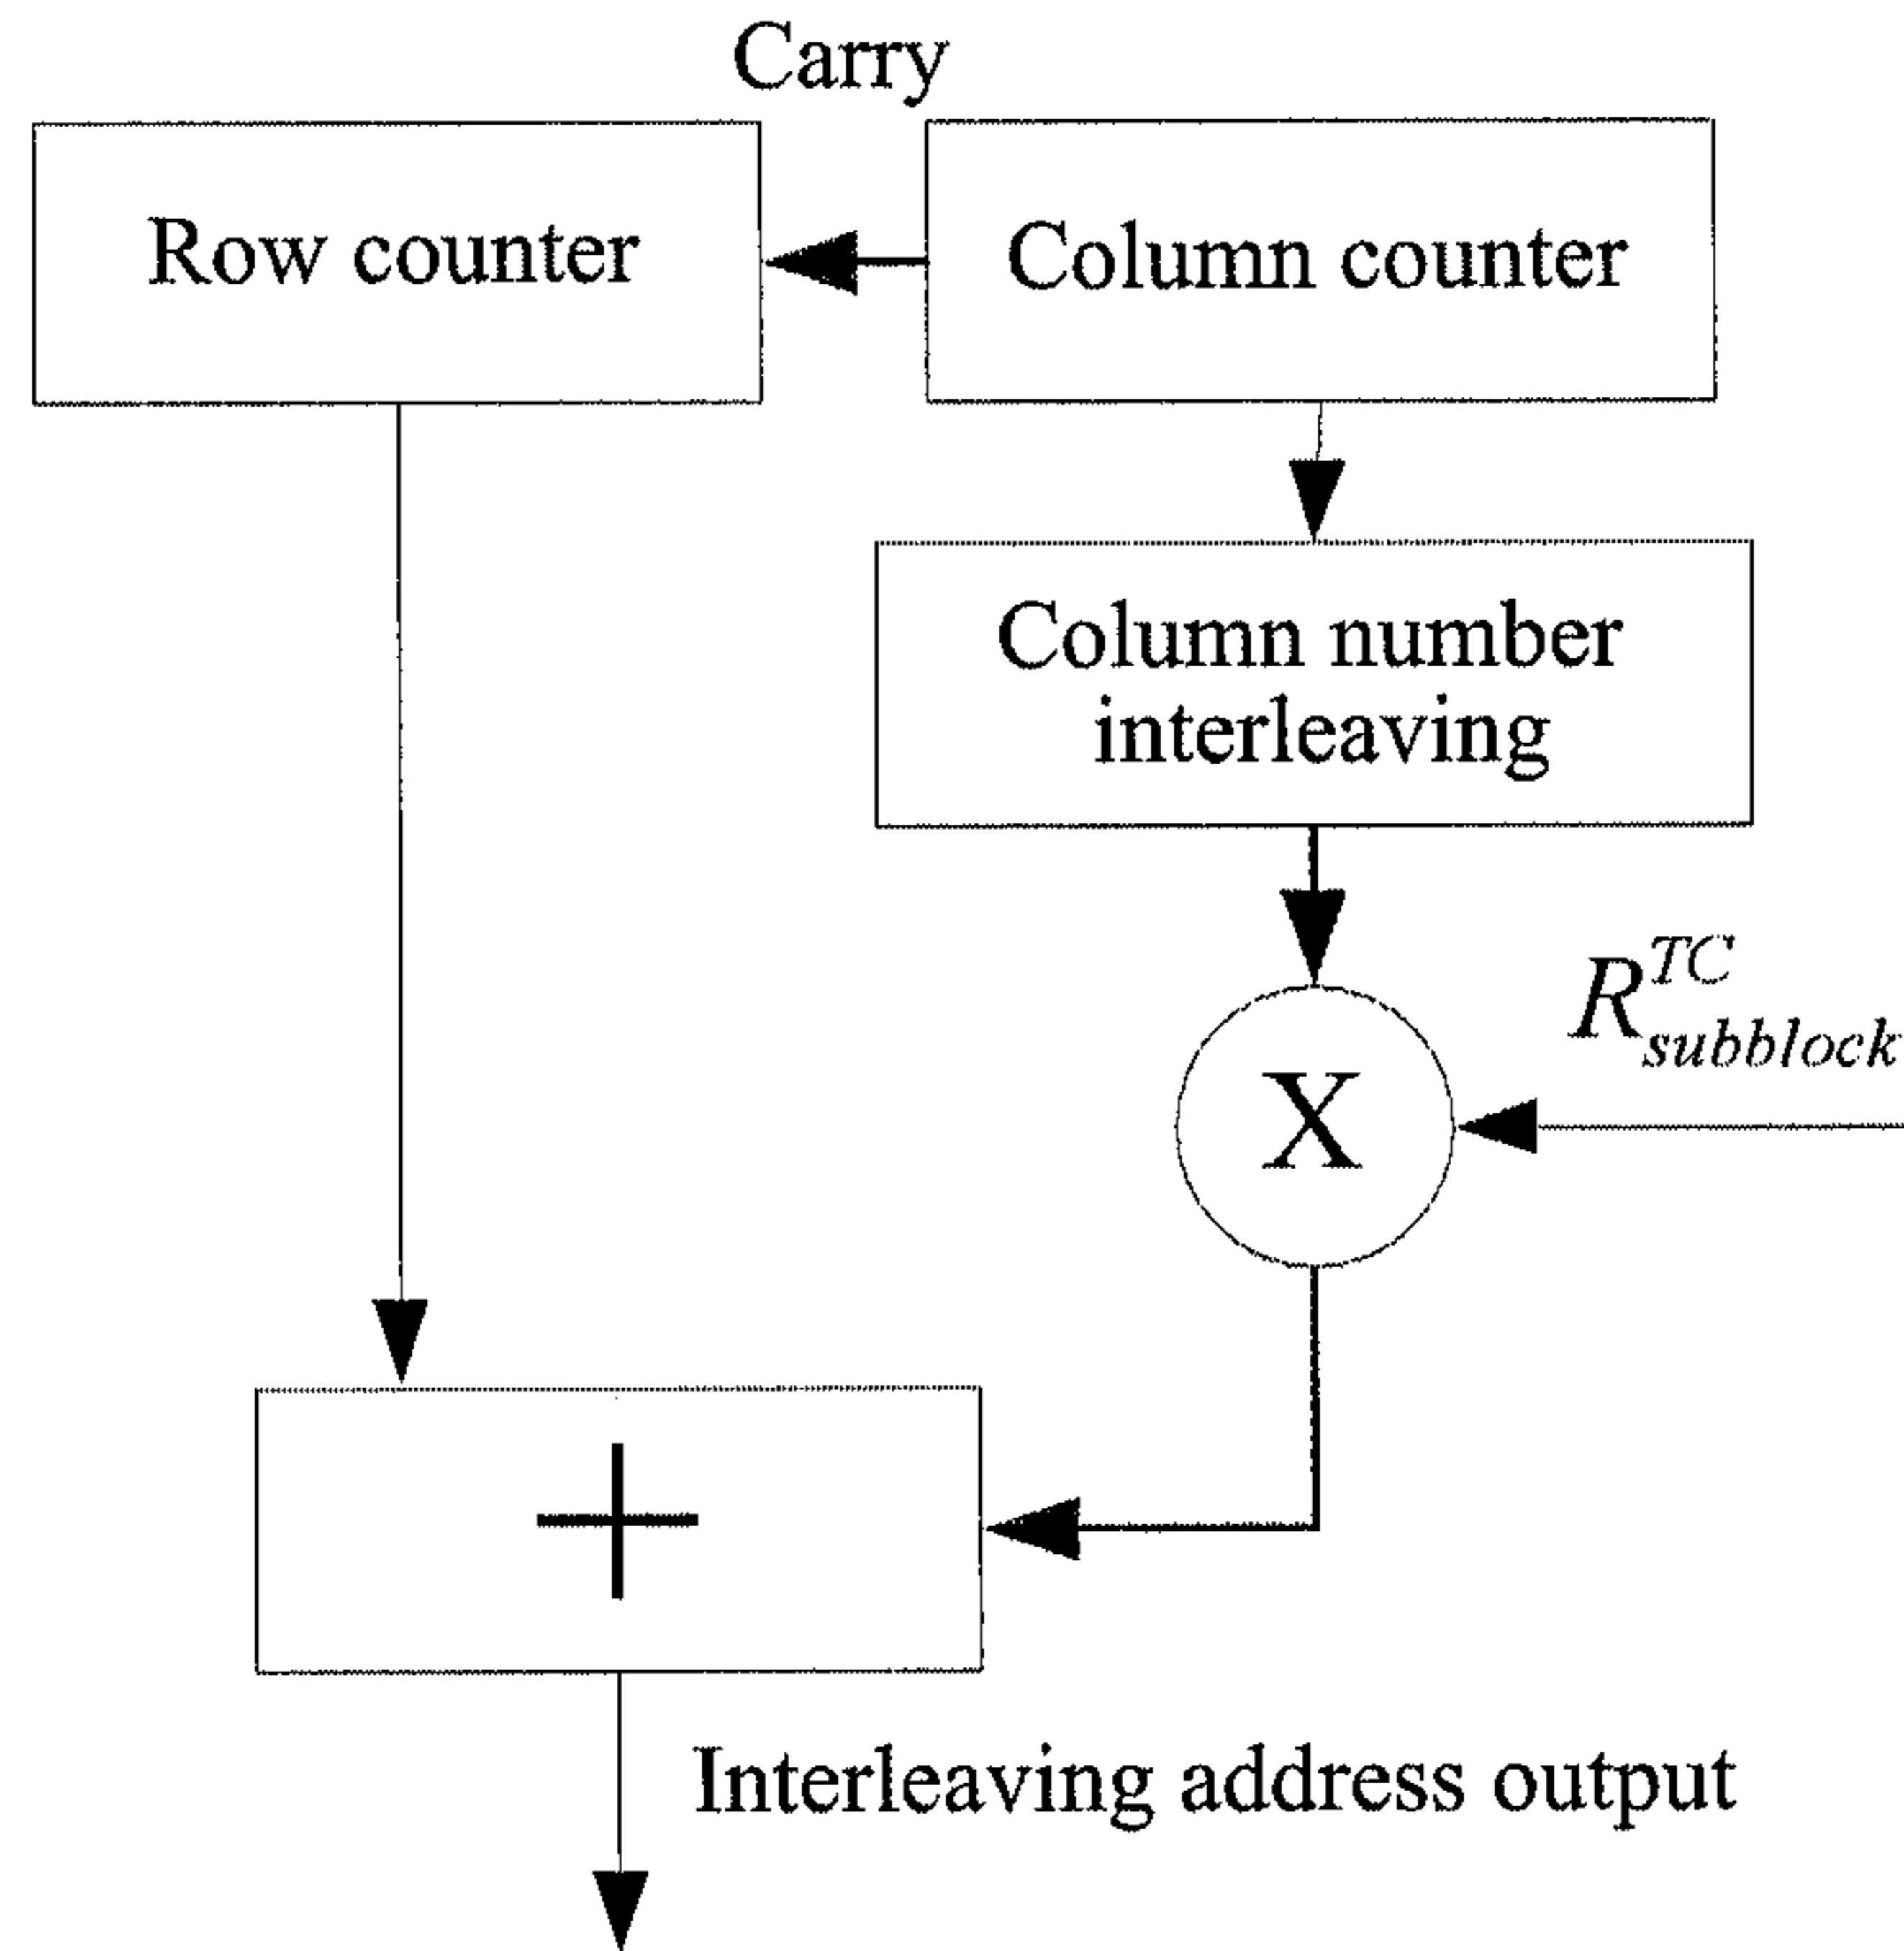 Carry
Row counter
Column counter
Column number
interleaving
R^{TC}_{subblock}
X
+
Interleaving address output